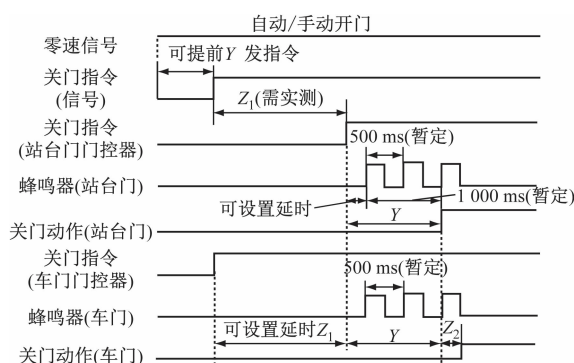 自动/手动开门
零速信号
可提前Y 发指令
关门指令
(信号)
Z₁(需实测)
关门指令
(站台门门控器)
500 ms(暂定)
蜂鸣器(站台门)
1 000 ms(暂定)
可设置延时
Y
关门动作(站台门)
关门指令
(车门门控器)
500 ms(暂定)
蜂鸣器(车门)
可设置延时Z₁
Y
Z₂
关门动作(车门)